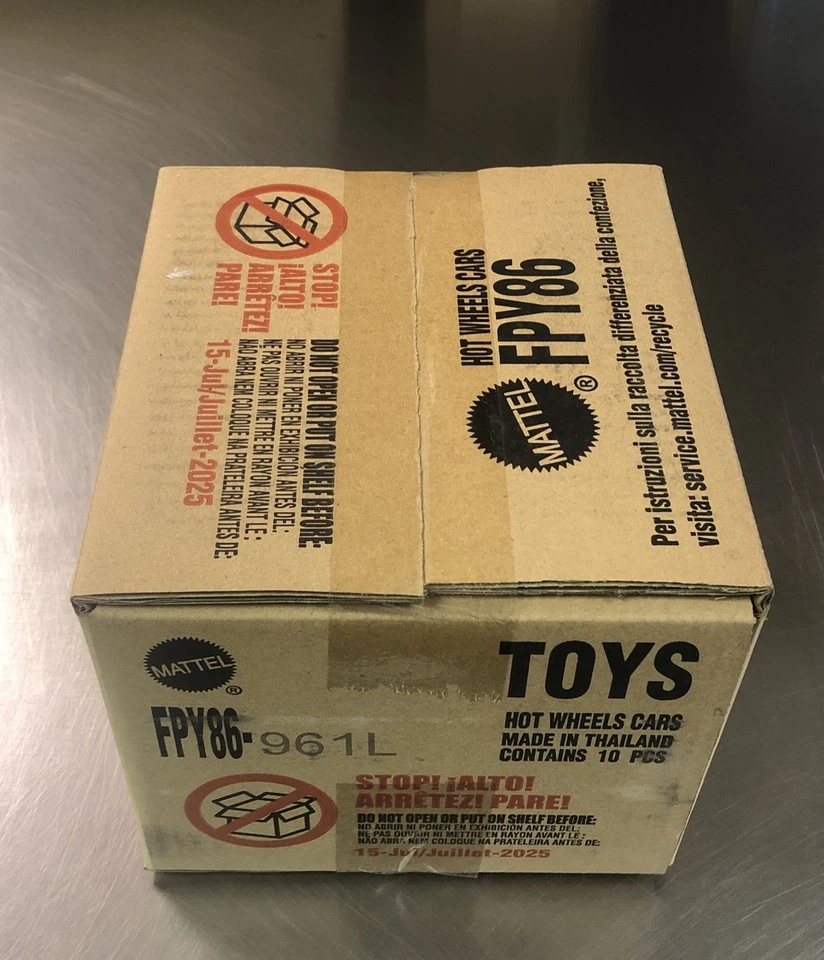 STOP!
¡ALTO!
ARRÊTEZ!
PARE!
DO NOT OPEN OR PUT ON SHELF BEFORE:
NO ABRIR NI PONER EN EXHIBICIÓN ANTES DEL:
NE PAS OUVRIR NI METTRE EN RAYON AVANT LE :
NÃO ABRA NEM COLOQUE NA PRATELEIRA ANTES DE:
15-Jul/Juillet-2025
HOT WHEELS CARS
FPY86
MATTEL®
Per istruzioni sulla raccolta differenziata della confezione,
visita: service.mattel.com/recycle
MATTEL®
FPY86-961L
TOYS
HOT WHEELS CARS
MADE IN THAILAND
CONTAINS 10 PCS
STOP! ¡ALTO!
ARRÊTEZ! PARE!
DO NOT OPEN OR PUT ON SHELF BEFORE:
NO ABRIR NI PONER EN EXHIBICIÓN ANTES DEL:
NE PAS OUVRIR NI METTRE EN RAYON AVANT LE :
NÃO ABRA NEM COLOQUE NA PRATELEIRA ANTES DE:
15-Jul/Juillet-2025